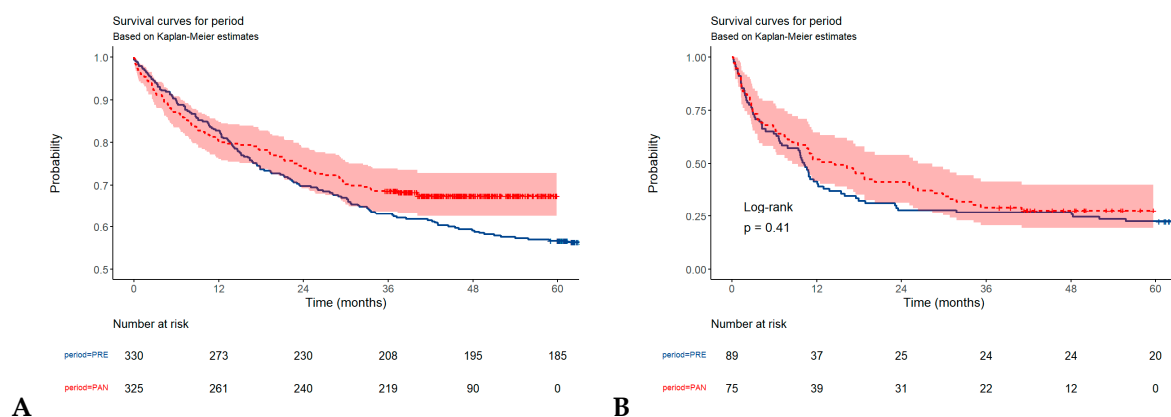 Survival curves for period
Based on Kaplan-Meier estimates
1.0
0.9
0.8
0.7
0.6
0.5
Probability
0 12 24 36 48 60
Time (months)
Number at risk
period=PRE 330 273 230 208 195 185
period=PAN 325 261 240 219 90 0
A
Survival curves for period
Based on Kaplan-Meier estimates
1.00
0.75
0.50
0.25
0.00
Probability
Log-rank
p = 0.41
0 12 24 36 48 60
Time (months)
Number at risk
period=PRE 89 37 25 24 24 20
period=PAN 75 39 31 22 12 0
B